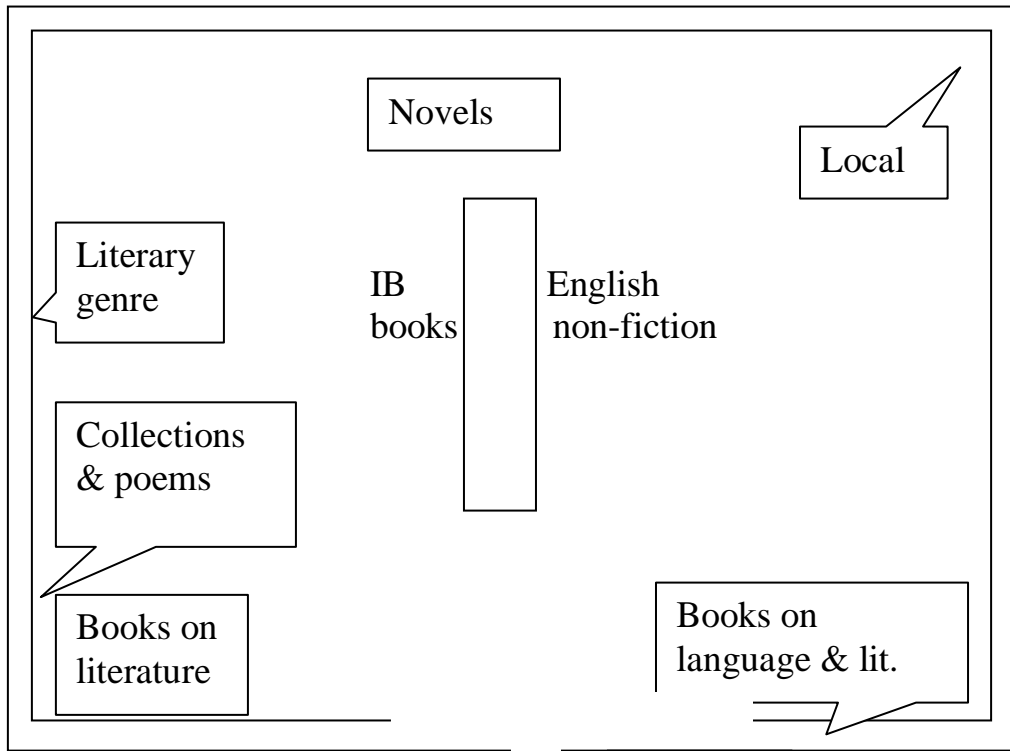 Novels
Local
Literary
genre
IB
books
English
non-fiction
Collections
& poems
Books on
literature
Books on
language & lit.